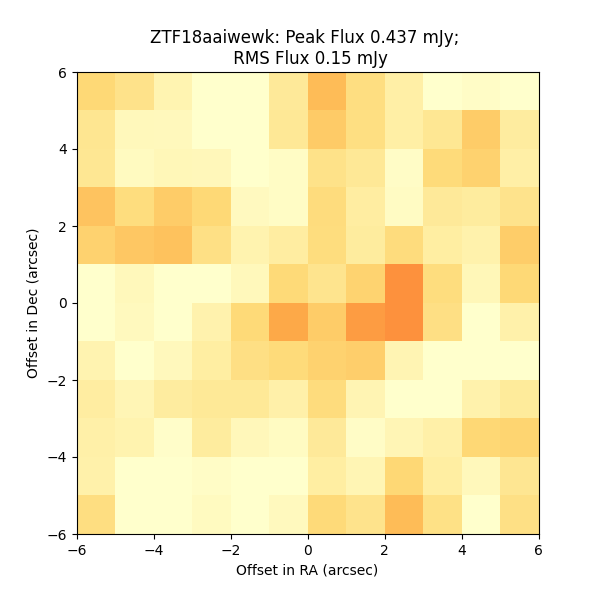 ZTF18aaiwewk: Peak Flux 0.437 mJy;
RMS Flux 0.15 mJy
6
4
2
0
−2
−4
−6
Offset in Dec (arcsec)
−6 −4 −2 0 2 4 6
Offset in RA (arcsec)